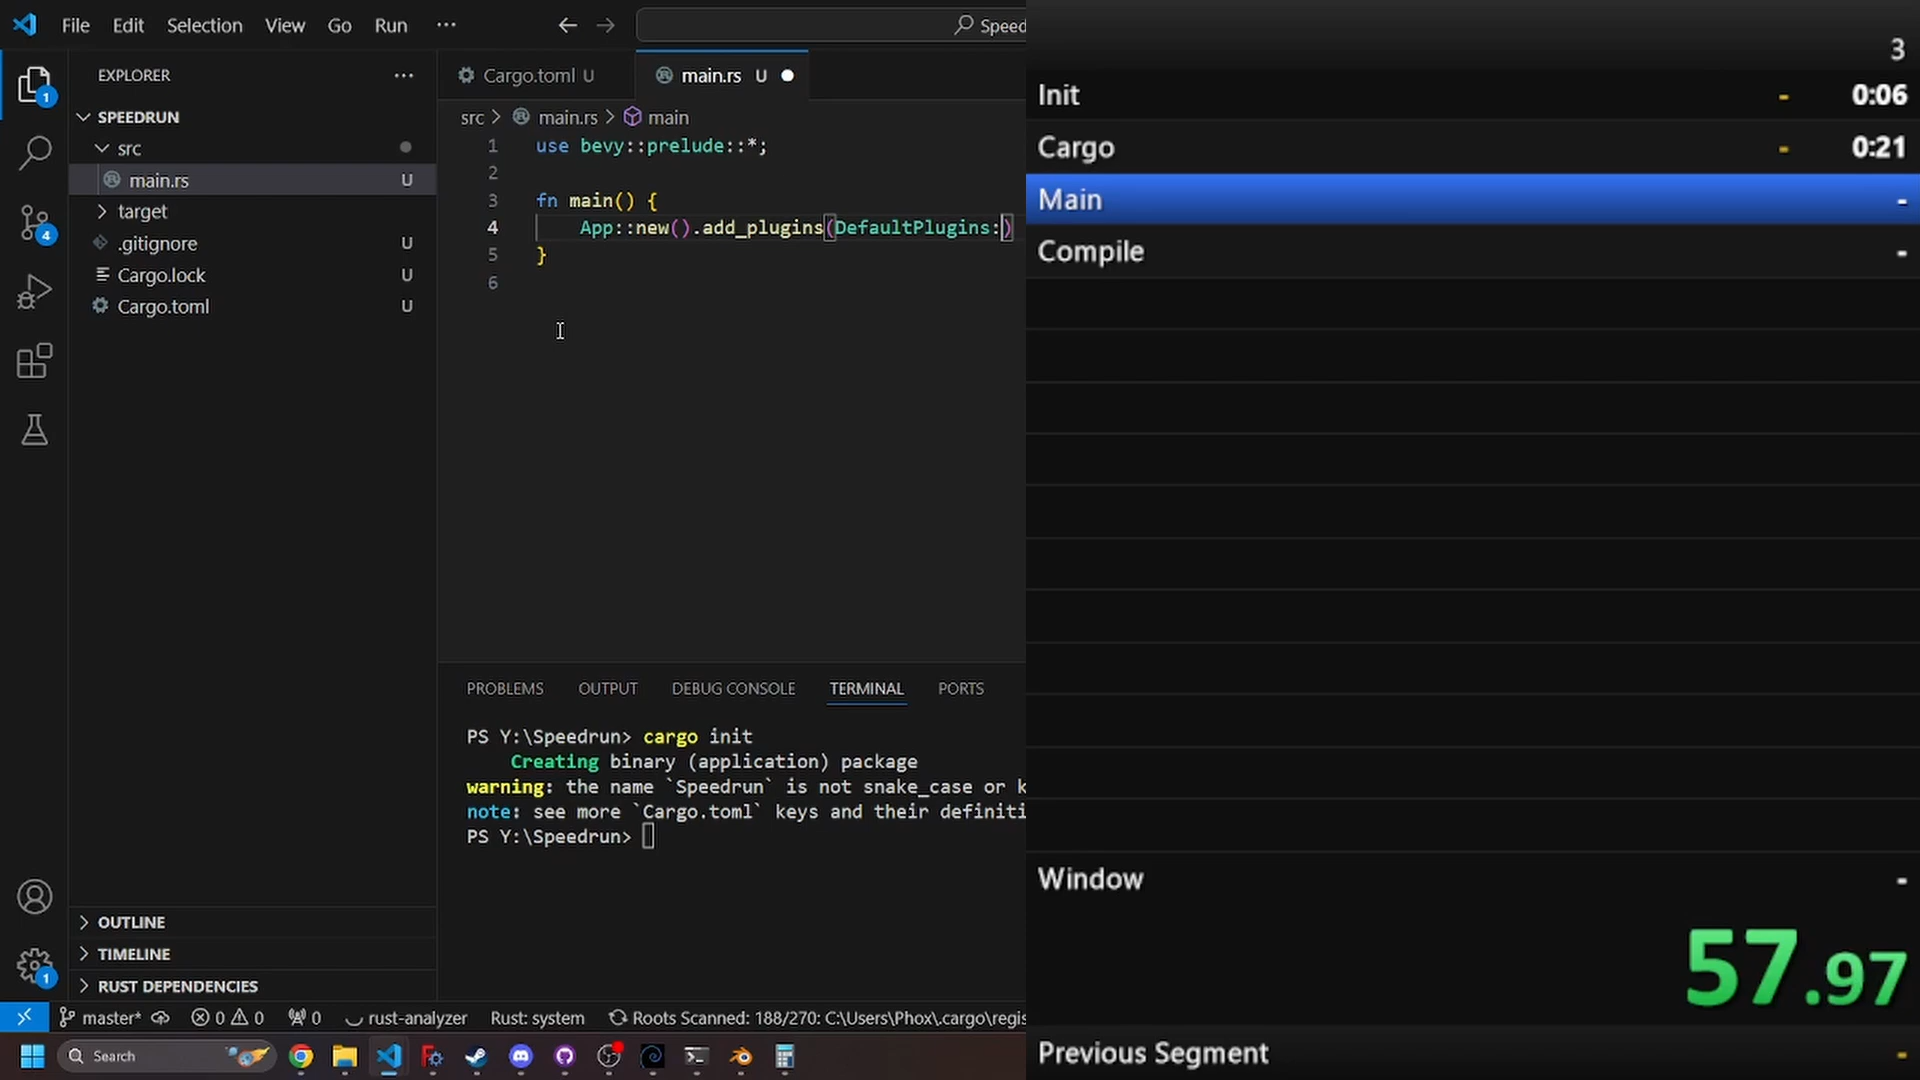 File Edit Selection View Go Run ··· Speed
EXPLORER ···
SPEEDRUN
src
main.rs U
target
.gitignore U
Cargo.lock U
Cargo.toml U
OUTLINE
TIMELINE
RUST DEPENDENCIES
1
4
1
Cargo.toml U main.rs U
src > main.rs > main
1 use bevy::prelude::*;
2
3 fn main() {
4 App::new().add_plugins(DefaultPlugins:)
5 }
6
PROBLEMS OUTPUT DEBUG CONSOLE TERMINAL PORTS
PS Y:\Speedrun> cargo init
Creating binary (application) package
warning: the name `Speedrun` is not snake_case or k
note: see more `Cargo.toml` keys and their definiti
PS Y:\Speedrun>
master* 0 0 0 rust-analyzer Rust: system Roots Scanned: 188/270: C:\Users\Phox\.cargo\regis
Search
3
Init - 0:06
Cargo - 0:21
Main -
Compile -
Window -
57.97
Previous Segment -